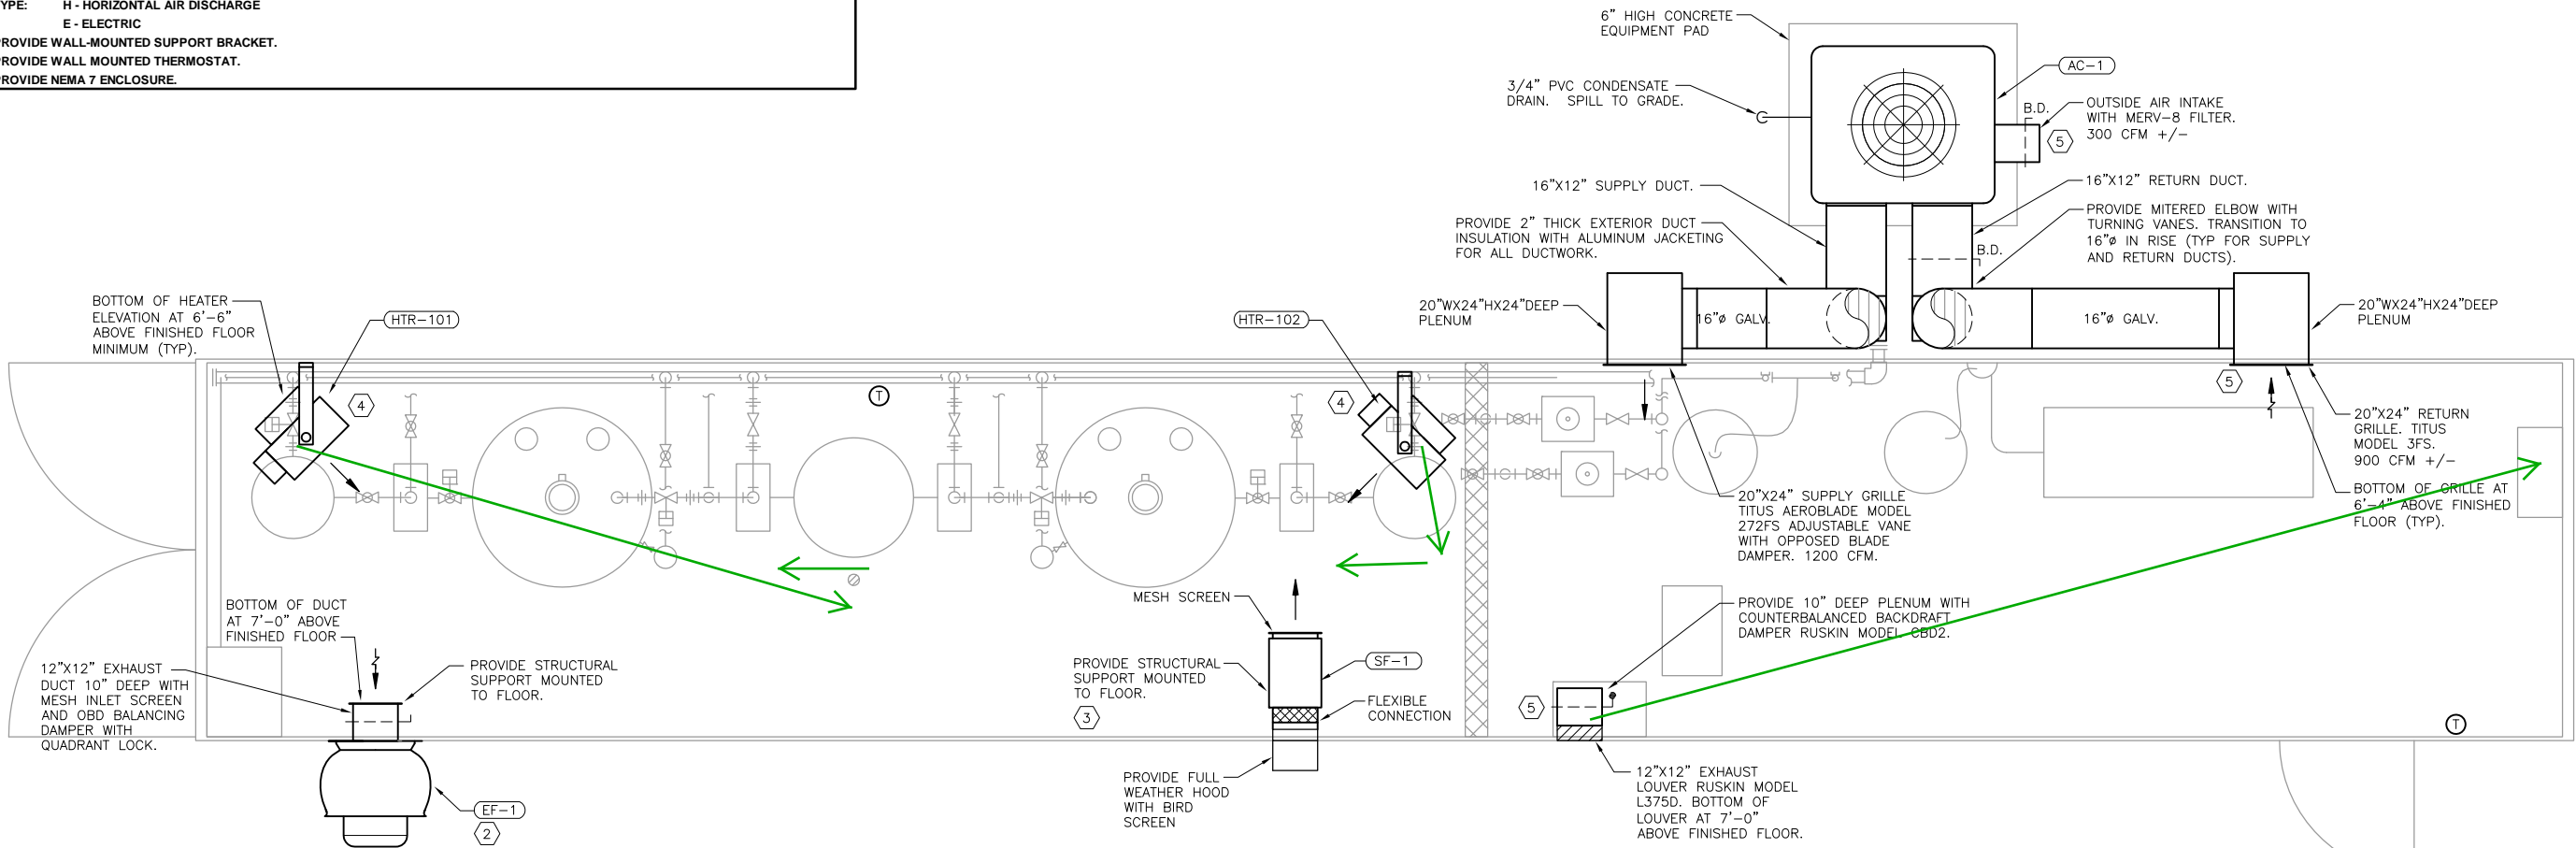 YPE: H - HORIZONTAL AIR DISCHARGE
E - ELECTRIC
PROVIDE WALL-MOUNTED SUPPORT BRACKET.
PROVIDE WALL MOUNTED THERMOSTAT.
PROVIDE NEMA 7 ENCLOSURE.
6" HIGH CONCRETE
EQUIPMENT PAD
AC-1
3/4" PVC CONDENSATE
DRAIN. SPILL TO GRADE.
B.D.
OUTSIDE AIR INTAKE
WITH MERV-8 FILTER.
300 CFM +/-
5
16"X12" SUPPLY DUCT.
16"X12" RETURN DUCT.
PROVIDE 2" THICK EXTERIOR DUCT
INSULATION WITH ALUMINUM JACKETING
FOR ALL DUCTWORK.
PROVIDE MITERED ELBOW WITH
TURNING VANES. TRANSITION TO
16"ø IN RISE (TYP FOR SUPPLY
AND RETURN DUCTS).
B.D.
BOTTOM OF HEATER
ELEVATION AT 6'-6"
ABOVE FINISHED FLOOR
MINIMUM (TYP).
HTR-101
HTR-102
20"WX24"HX24"DEEP
PLENUM
16"ø GALV.
16"ø GALV.
20"WX24"HX24"DEEP
PLENUM
4
T
4
5
20"X24" RETURN
GRILLE. TITUS
MODEL 3FS.
900 CFM +/-
BOTTOM OF GRILLE AT
6'-4" ABOVE FINISHED
FLOOR (TYP).
20"X24" SUPPLY GRILLE
TITUS AEROBLADE MODEL
272FS ADJUSTABLE VANE
WITH OPPOSED BLADE
DAMPER. 1200 CFM.
BOTTOM OF DUCT
AT 7'-0" ABOVE
FINISHED FLOOR
MESH SCREEN
PROVIDE 10" DEEP PLENUM WITH
COUNTERBALANCED BACKDRAFT
DAMPER RUSKIN MODEL CBD2.
12"X12" EXHAUST
DUCT 10" DEEP WITH
MESH INLET SCREEN
AND OBD BALANCING
DAMPER WITH
QUADRANT LOCK.
PROVIDE STRUCTURAL
SUPPORT MOUNTED
TO FLOOR.
PROVIDE STRUCTURAL
SUPPORT MOUNTED
TO FLOOR.
3
SF-1
FLEXIBLE
CONNECTION
5
T
PROVIDE FULL
WEATHER HOOD
WITH BIRD
SCREEN
12"X12" EXHAUST
LOUVER RUSKIN MODEL
L375D. BOTTOM OF
LOUVER AT 7'-0"
ABOVE FINISHED FLOOR.
EF-1
2